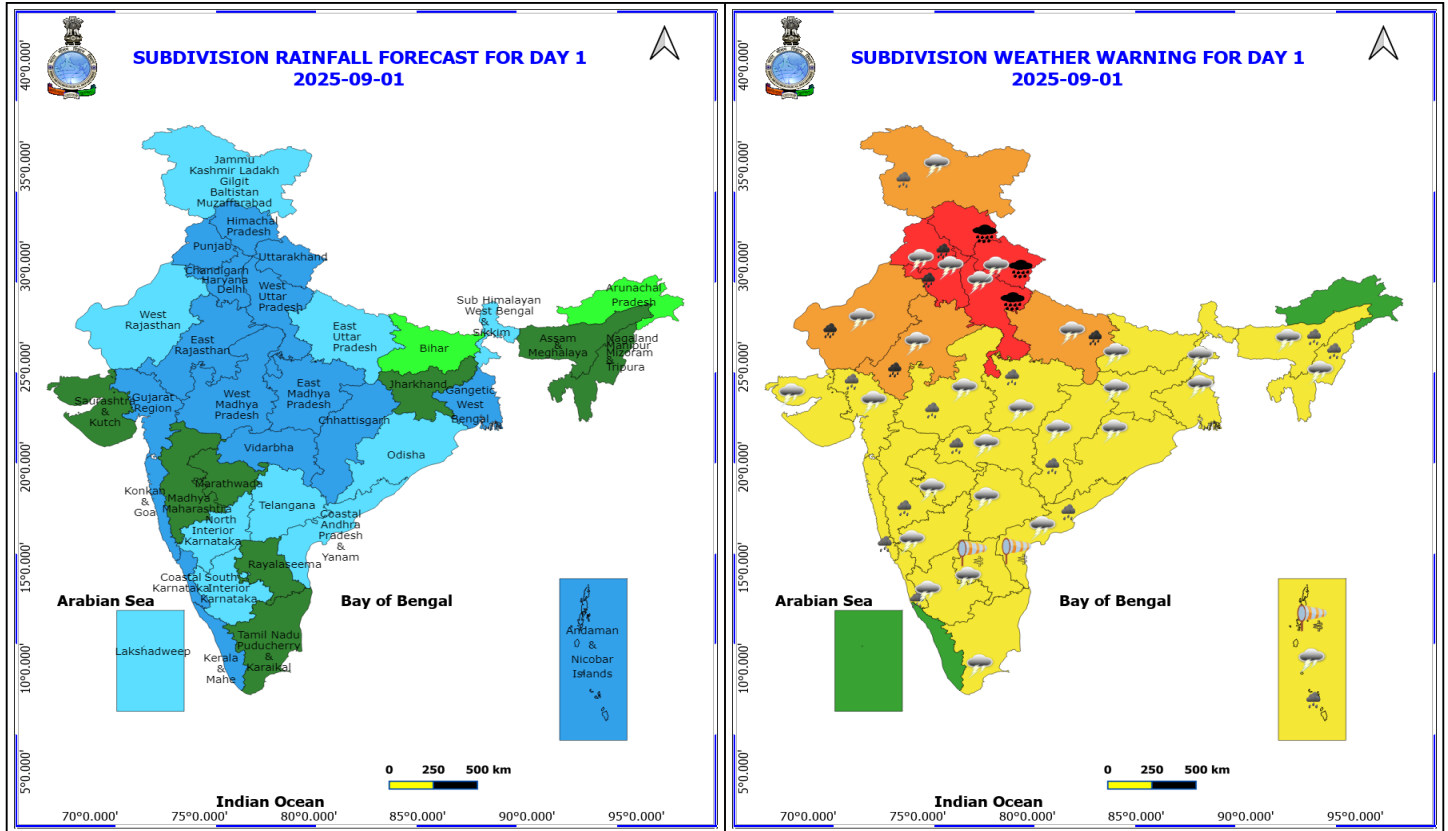 SUBDIVISION RAINFALL FORECAST FOR DAY 1
2025-09-01
40°0.000'
35°0.000'
30°0.000'
25°0.000'
20°0.000'
15°0.000'
10°0.000'
5°0.000'
Jammu
Kashmir Ladakh
Gilgit
Baltistan
Muzaffarabad
Himachal
Pradesh
Punjab
Uttarakhand
Chandigarh
Haryana
Delhi
West
Uttar
Pradesh
West
Rajasthan
East
Rajasthan
East
Uttar
Pradesh
Sub Himalayan
West Bengal
&
Sikkim
Arunachal
Pradesh
Bihar
Assam
&
Meghalaya
Nagaland
Manipur
Mizoram
&
Tripura
Jharkhand
Gangetic
West
Bengal
Saurashtra
&
Kutch
Gujarat
Region
West
Madhya
Pradesh
East
Madhya
Pradesh
Chhattisgarh
Vidarbha
Odisha
Konkan
&
Goa
Madhya
Maharashtra
Marathwada
Telangana
North
Interior
Karnataka
Coastal
Andhra
Pradesh
&
Yanam
Rayalaseema
Coastal
Karnataka
South
Interior
Karnataka
Tamil Nadu
Puducherry
&
Karaikal
Kerala
&
Mahe
Arabian Sea
Lakshadweep
Bay of Bengal
Andaman
&
Nicobar
Islands
0 250 500 km
Indian Ocean
70°0.000' 75°0.000' 80°0.000' 85°0.000' 90°0.000' 95°0.000'
SUBDIVISION WEATHER WARNING FOR DAY 1
2025-09-01
40°0.000'
35°0.000'
30°0.000'
25°0.000'
20°0.000'
15°0.000'
10°0.000'
5°0.000'
Arabian Sea
Bay of Bengal
0 250 500 km
Indian Ocean
70°0.000' 75°0.000' 80°0.000' 85°0.000' 90°0.000' 95°0.000'